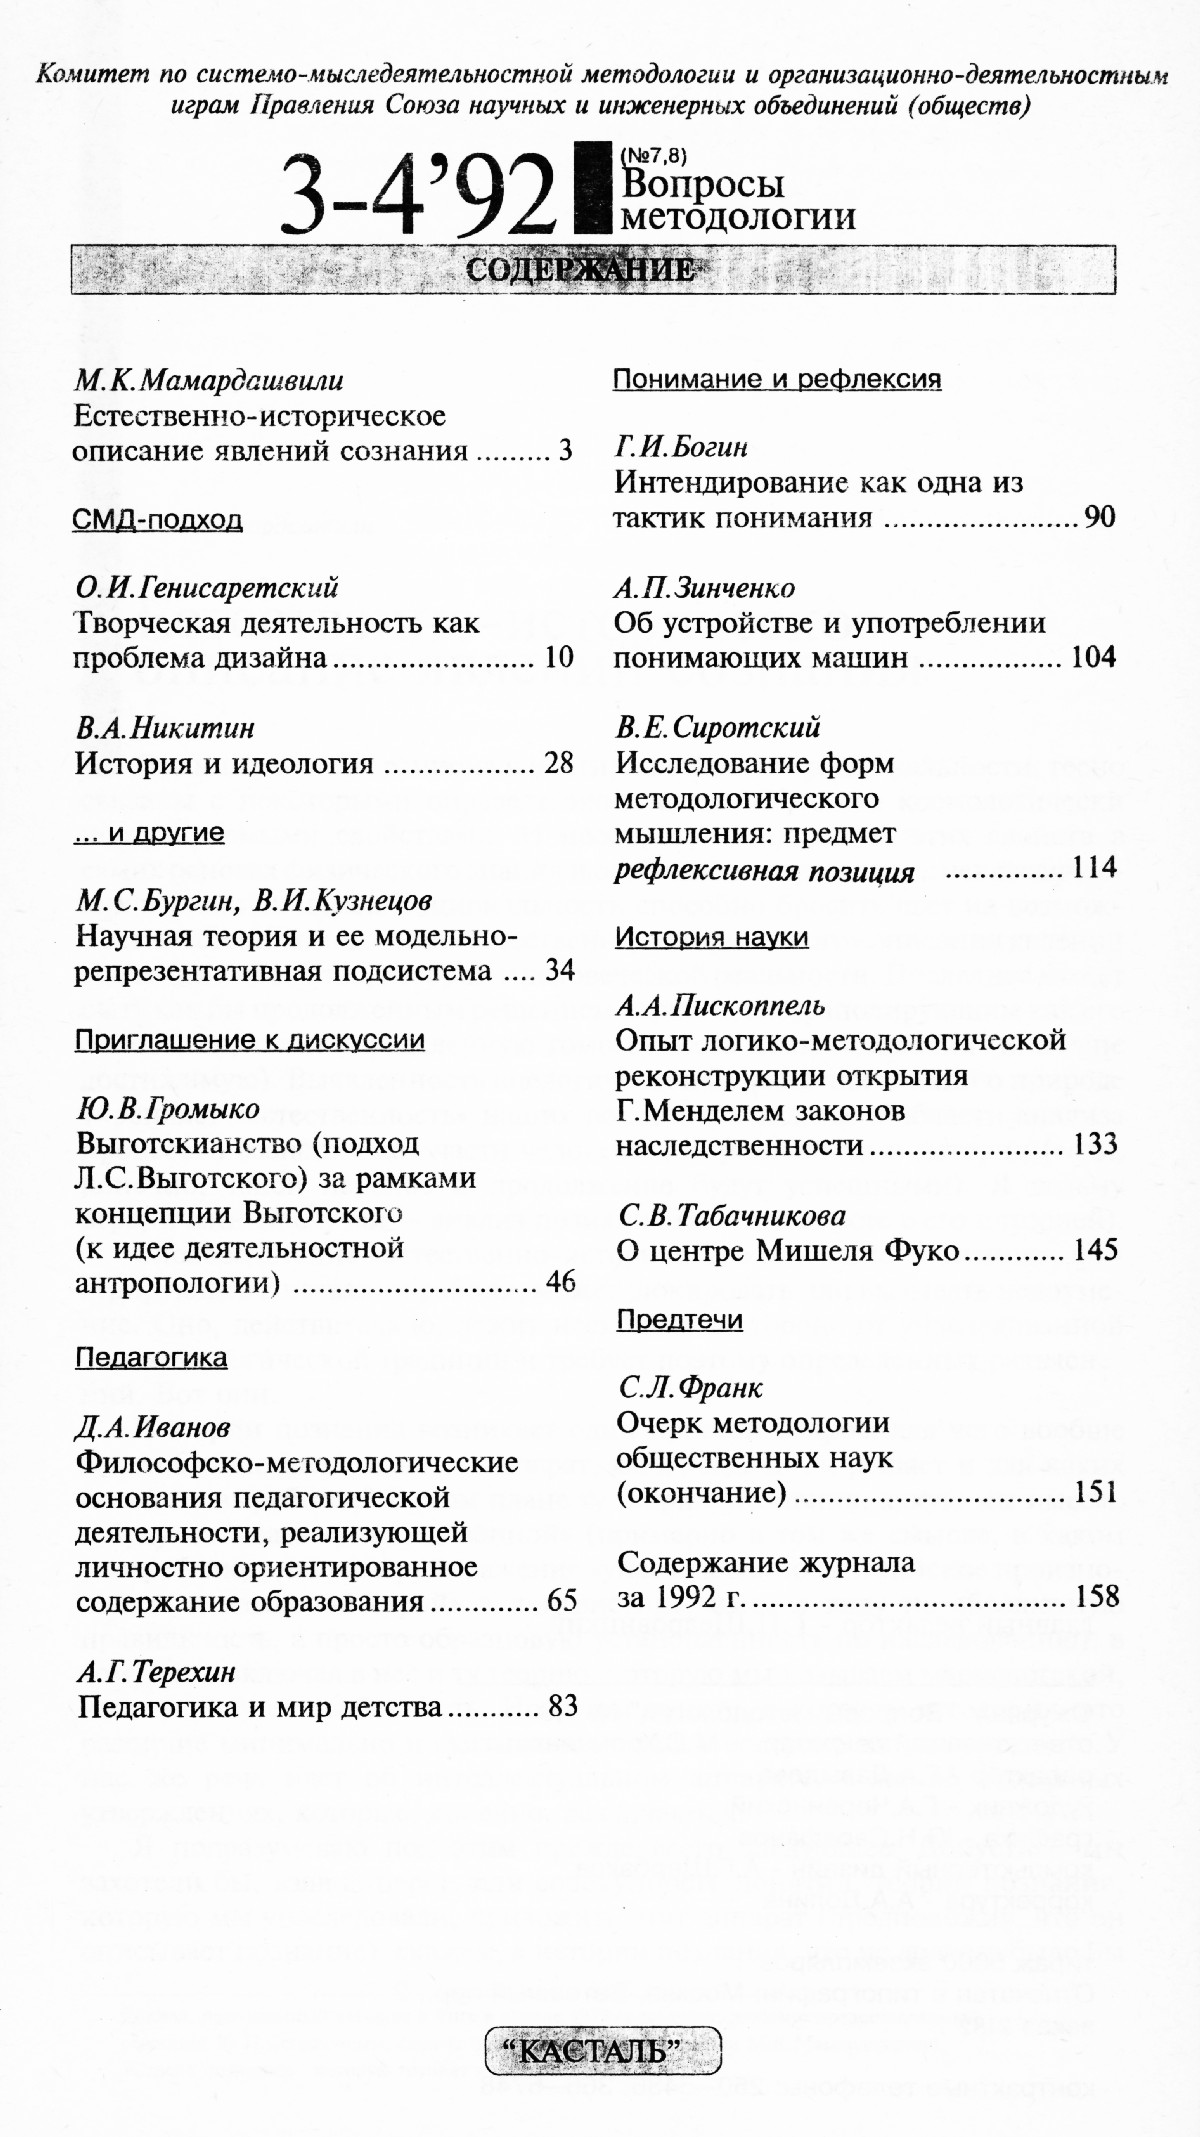 Комитет по системо-мыследеятельностной методологии и организационно-деятельностным
играм Правления Союза научных и инженерных объединений (обществ)
3-4’92
(№7,8)
Вопросы
методологии
СОДЕРЖАНИЕ
М.К.Мамардашвили
Естественно-историческое
описание явлений сознания ......... 3
СМД-подход
О.И.Генисаретский
Творческая деятельность как
проблема дизайна......................... 10
В.А.Никитин
История и идеология ................... 28
... и другие
М.С.Бургин, В.И.Кузнецов
Научная теория и ее модельно-
репрезентативная подсистема .... 34
Приглашение к дискуссии
Ю.В.Громыко
Выготскианство (подход
Л.С.Выготского) за рамками
концепции Выготского
(к идее деятельностной
антропологии) .............................. 46
Педагогика
Д.А.Иванов
Философско-методологические
основания педагогической
деятельности, реализующей
личностно ориентированное
содержание образования............. 65
А.Г.Терехин
Педагогика и мир детства........... 83
Понимание и рефлексия
Г.И.Богин
Интендирование как одна из
тактик понимания ........................90
А.П.Зинченко
Об устройстве и употреблении
понимающих машин ................. 104
В.Е.Сиротский
Исследование форм
методологического
мышления: предмет
рефлексивная позиция .............. 114
История науки
А.А.Пископпель
Опыт логико-методологической
реконструкции открытия
Г.Менделем законов
наследственности........................ 133
С.В.Табачникова
О центре Мишеля Фуко............ 145
Предтечи
С.Л.Франк
Очерк методологии
общественных наук
(окончание)................................. 151
Содержание журнала
за 1992 г....................................... 158
“КАСТАЛЬ”